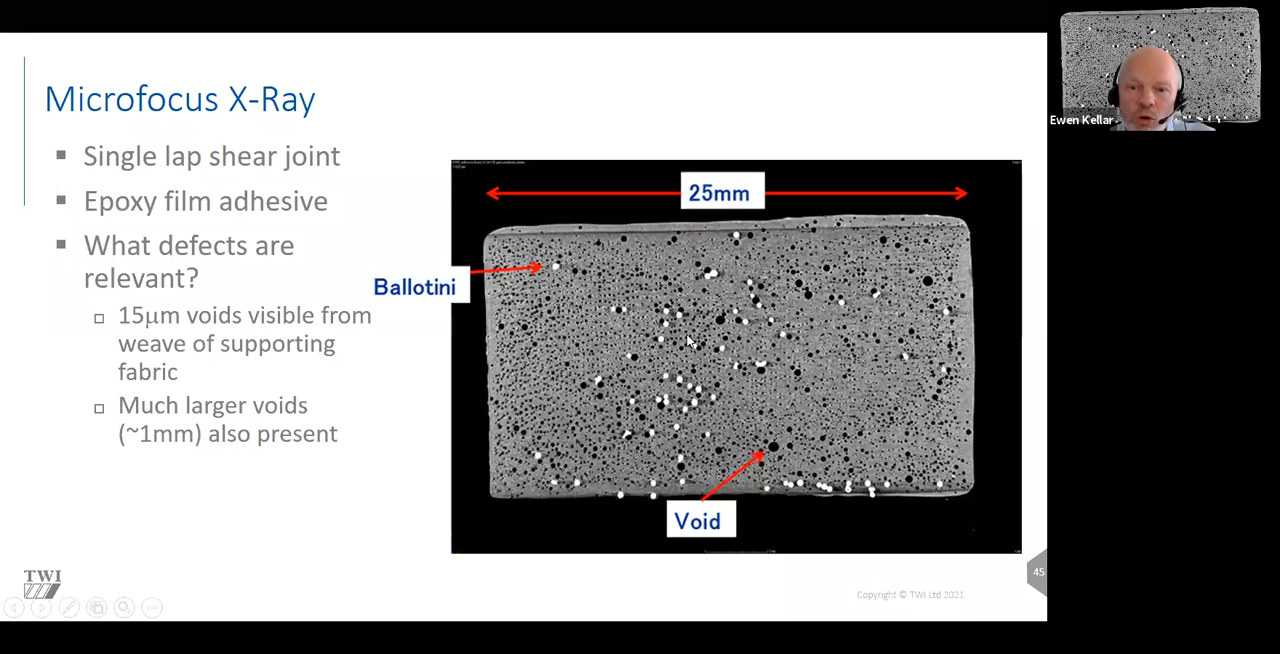 Microfocus X-Ray
Single lap shear joint
Epoxy film adhesive
What defects are
relevant?
15μm voids visible from
weave of supporting
fabric
Much larger voids
(~1mm) also present
25mm
Ballotini
Void
TWI
Copyright © TWI Ltd 2021
45
Ewen Kellar